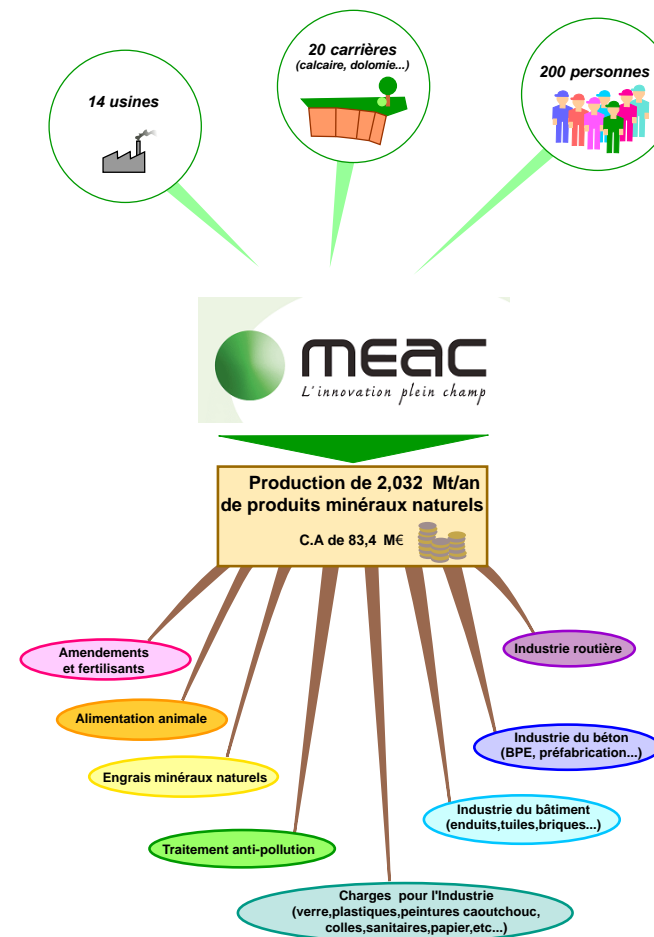 20 carrières
(calcaire, dolomie...)
14 usines
200 personnes
meac
L'innovation plein champ
Production de 2,032 Mt/an
de produits minéraux naturels
C.A de 83,4 M€
Amendements
et fertilisants
Industrie routière
Alimentation animale
Industrie du béton
(BPE, préfabrication...)
Engrais minéraux naturels
Industrie du bâtiment
(enduits,tuiles,briques...)
Traitement anti-pollution
Charges pour l'Industrie
(verre,plastiques,peintures caoutchouc,
colles,sanitaires,papier,etc...)